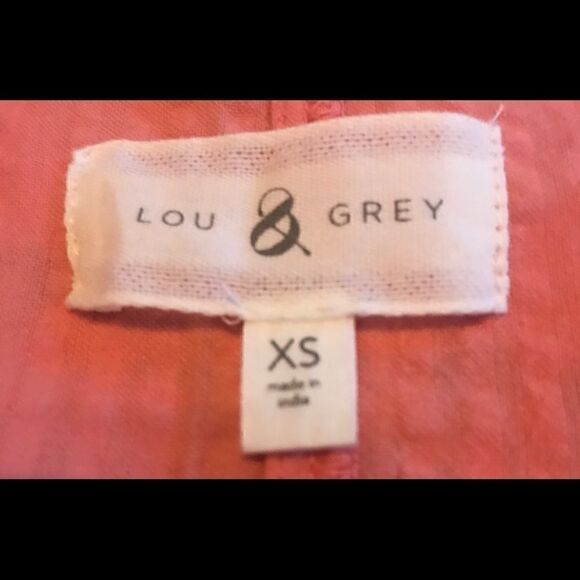 LOU & GREY
XS
made in
india